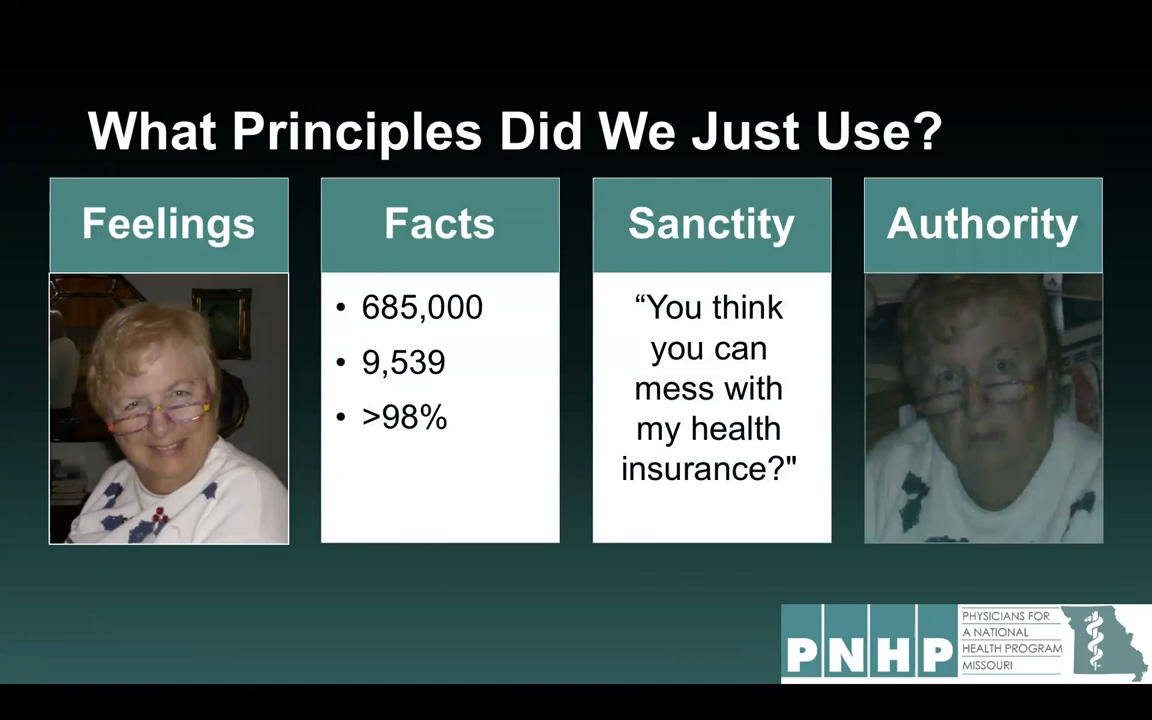 What Principles Did We Just Use?
Feelings
Facts
• 685,000
• 9,539
• >98%
Sanctity
“You think
you can
mess with
my health
insurance?"
Authority
PNHP
PHYSICIANS FOR
A NATIONAL
HEALTH PROGRAM
MISSOURI